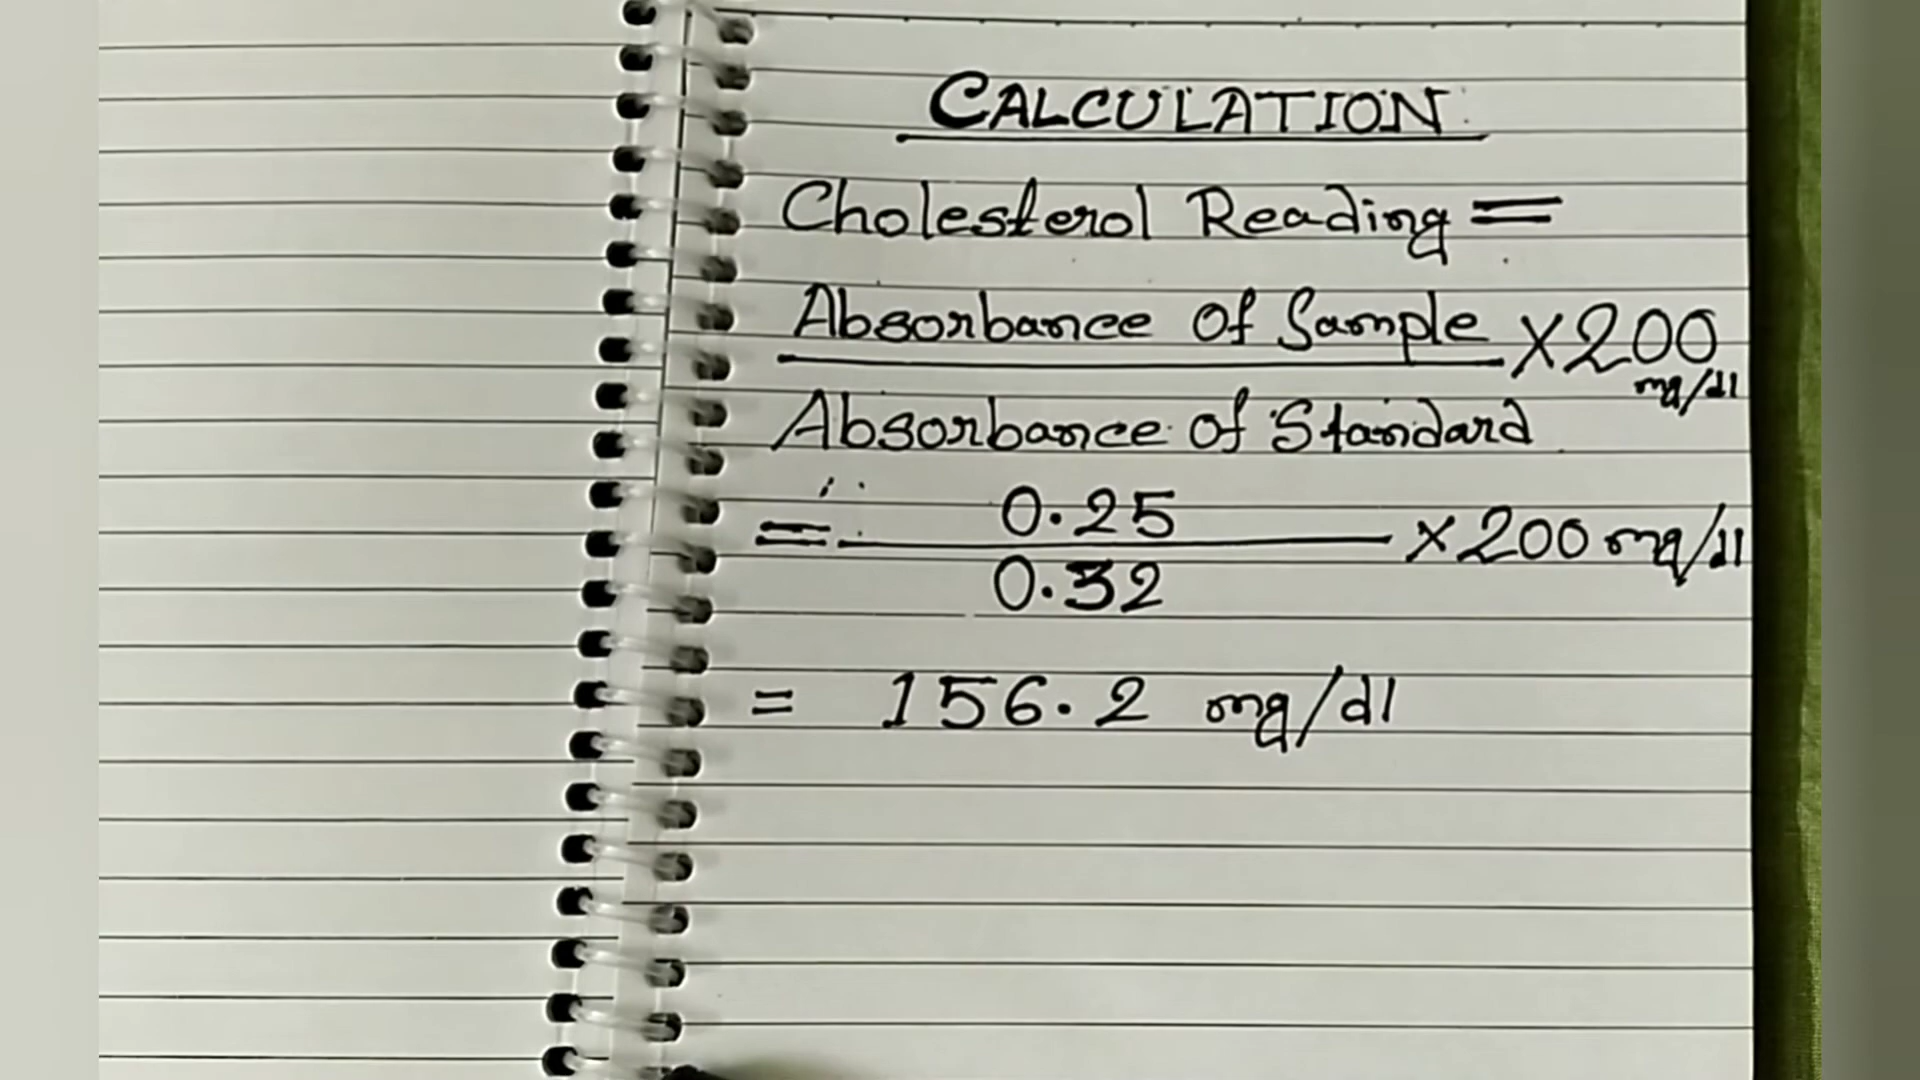 CALCULATION
Cholesterol Reading =
Absorbance Of Sample X 200 mg/dl
Absorbance of Standard
= 0.25 × 200 mg/dl
0.32
= 156.2 mg/dl